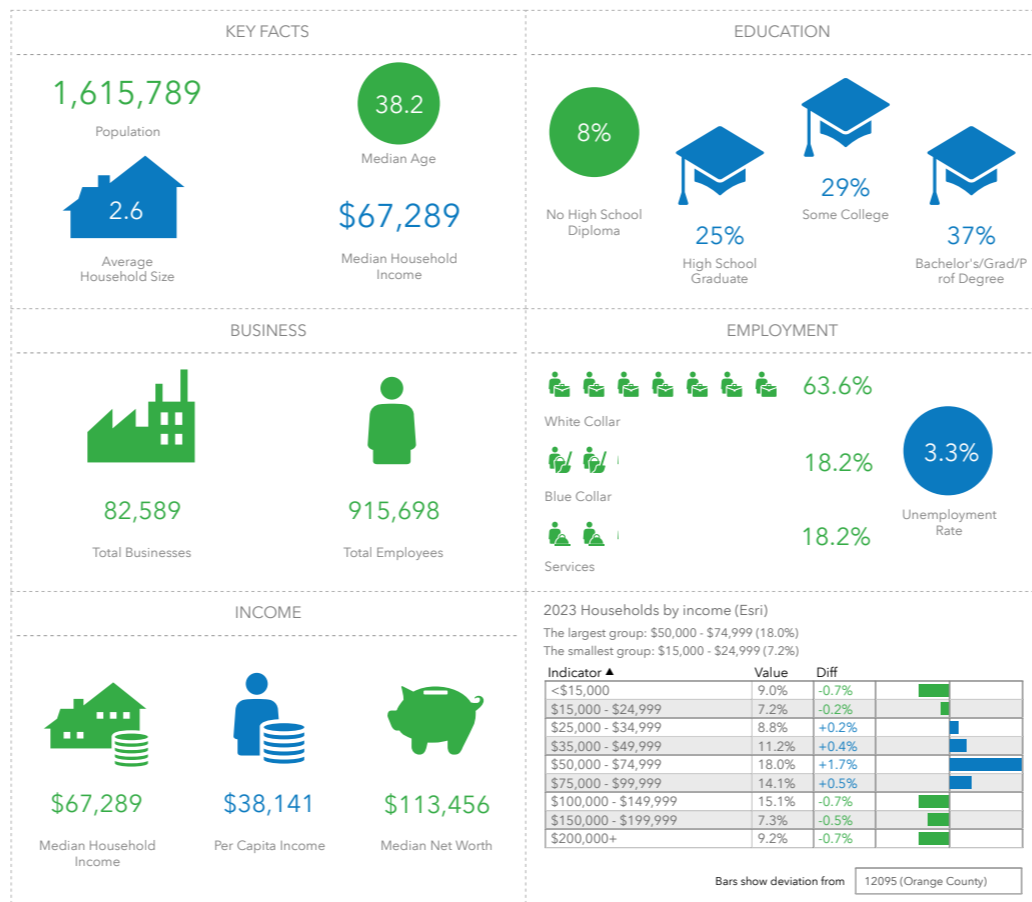 KEY FACTS
1,615,789
Population
38.2
Median Age
2.6
Average
Household Size
$67,289
Median Household
Income
EDUCATION
8%
No High School
Diploma
25%
High School
Graduate
29%
Some College
37%
Bachelor's/Grad/P
rof Degree
BUSINESS
82,589
Total Businesses
915,698
Total Employees
EMPLOYMENT
63.6%
White Collar
18.2%
Blue Collar
18.2%
Services
3.3%
Unemployment
Rate
INCOME
$67,289
Median Household
Income
$38,141
Per Capita Income
$113,456
Median Net Worth
2023 Households by income (Esri)
The largest group: $50,000 - $74,999 (18.0%)
The smallest group: $15,000 - $24,999 (7.2%)
Indicator ▲ Value Diff
<$15,000 9.0% -0.7%
$15,000 - $24,999 7.2% -0.2%
$25,000 - $34,999 8.8% +0.2%
$35,000 - $49,999 11.2% +0.4%
$50,000 - $74,999 18.0% +1.7%
$75,000 - $99,999 14.1% +0.5%
$100,000 - $149,999 15.1% -0.7%
$150,000 - $199,999 7.3% -0.5%
$200,000+ 9.2% -0.7%
Bars show deviation from 12095 (Orange County)